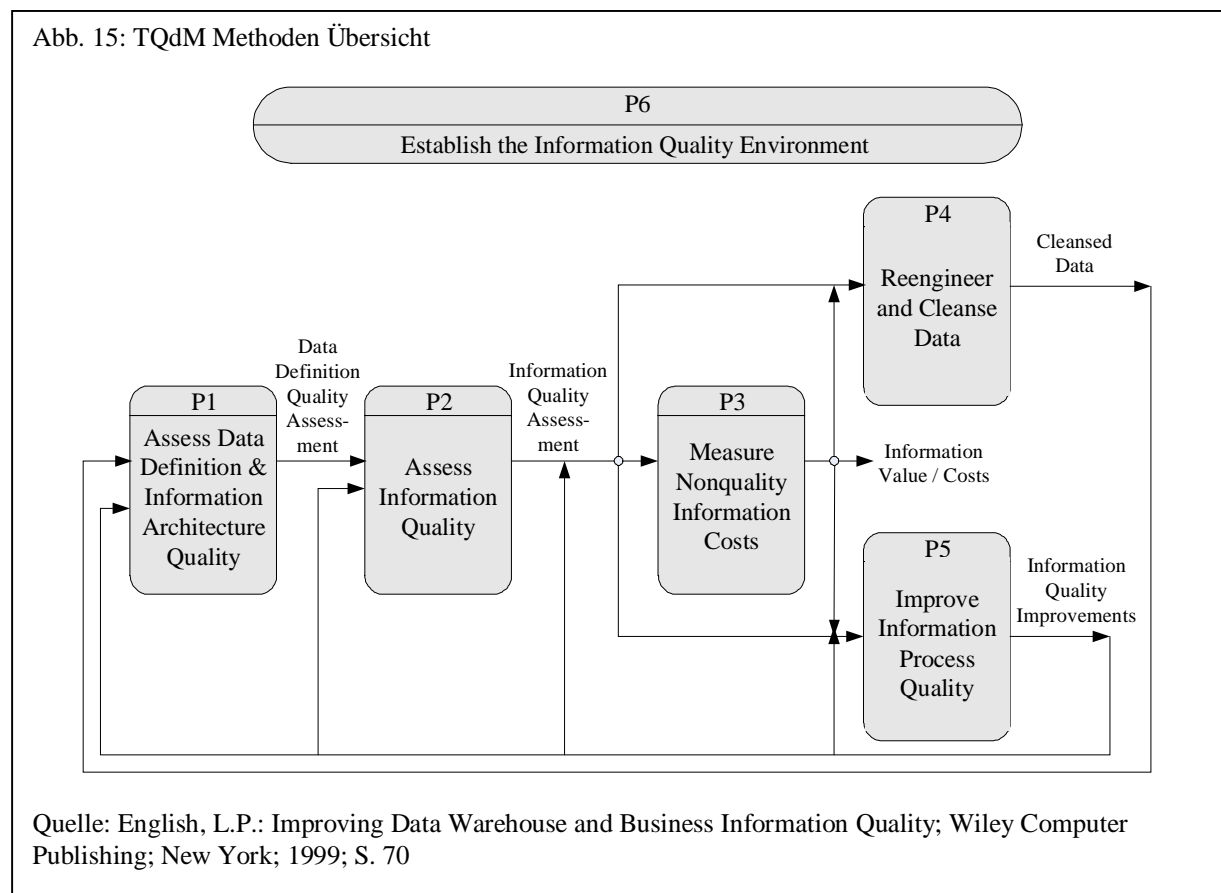 Abb. 15: TQdM Methoden Übersicht
P6
Establish the Information Quality Environment
P4
Reengineer
and Cleanse
Data
Cleansed
Data
P1
Assess Data
Definition &
Information
Architecture
Quality
Data
Definition
Quality
Assess-
ment
P2
Assess
Information
Quality
Information
Quality
Assess-
ment
P3
Measure
Nonquality
Information
Costs
Information
Value / Costs
P5
Improve
Information
Process
Quality
Information
Quality
Improvements
Quelle: English, L.P.: Improving Data Warehouse and Business Information Quality; Wiley Computer
Publishing; New York; 1999; S. 70